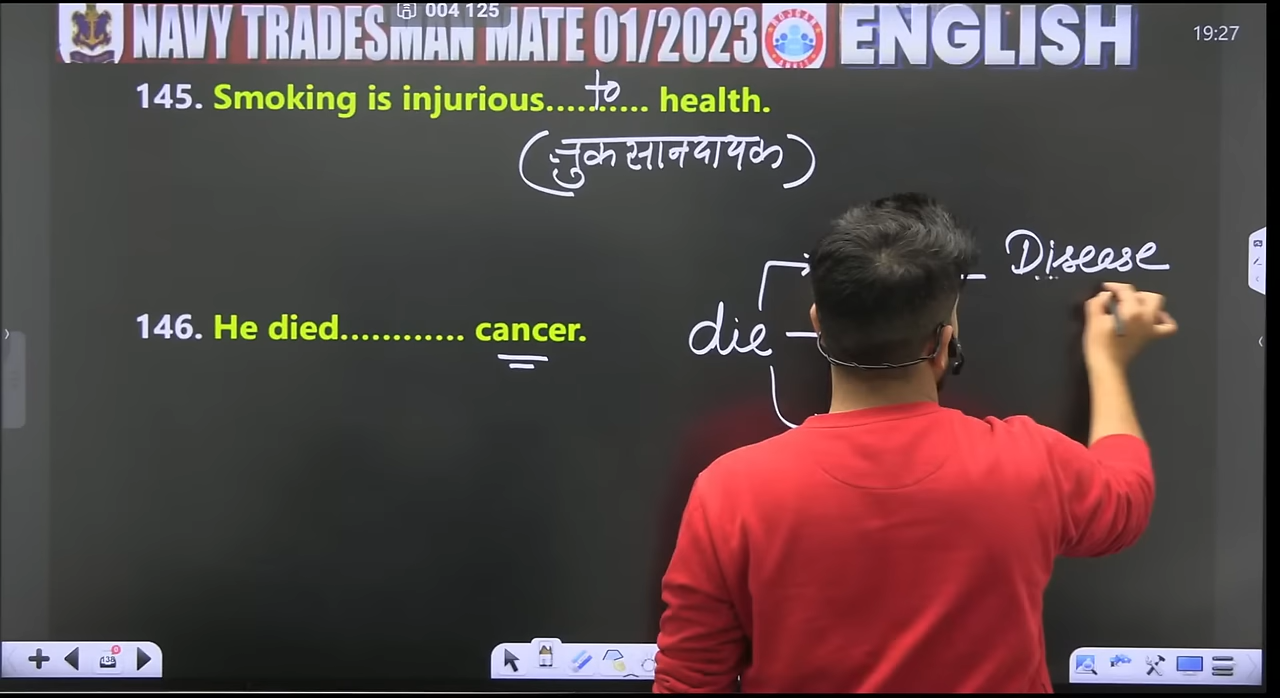 004 125
NAVY TRADESMAN MATE 01/2023 ENGLISH
19:27
145. Smoking is injurious....to.... health.
(नुकसानदायक)
Disease
die
146. He died............ cancer.
138